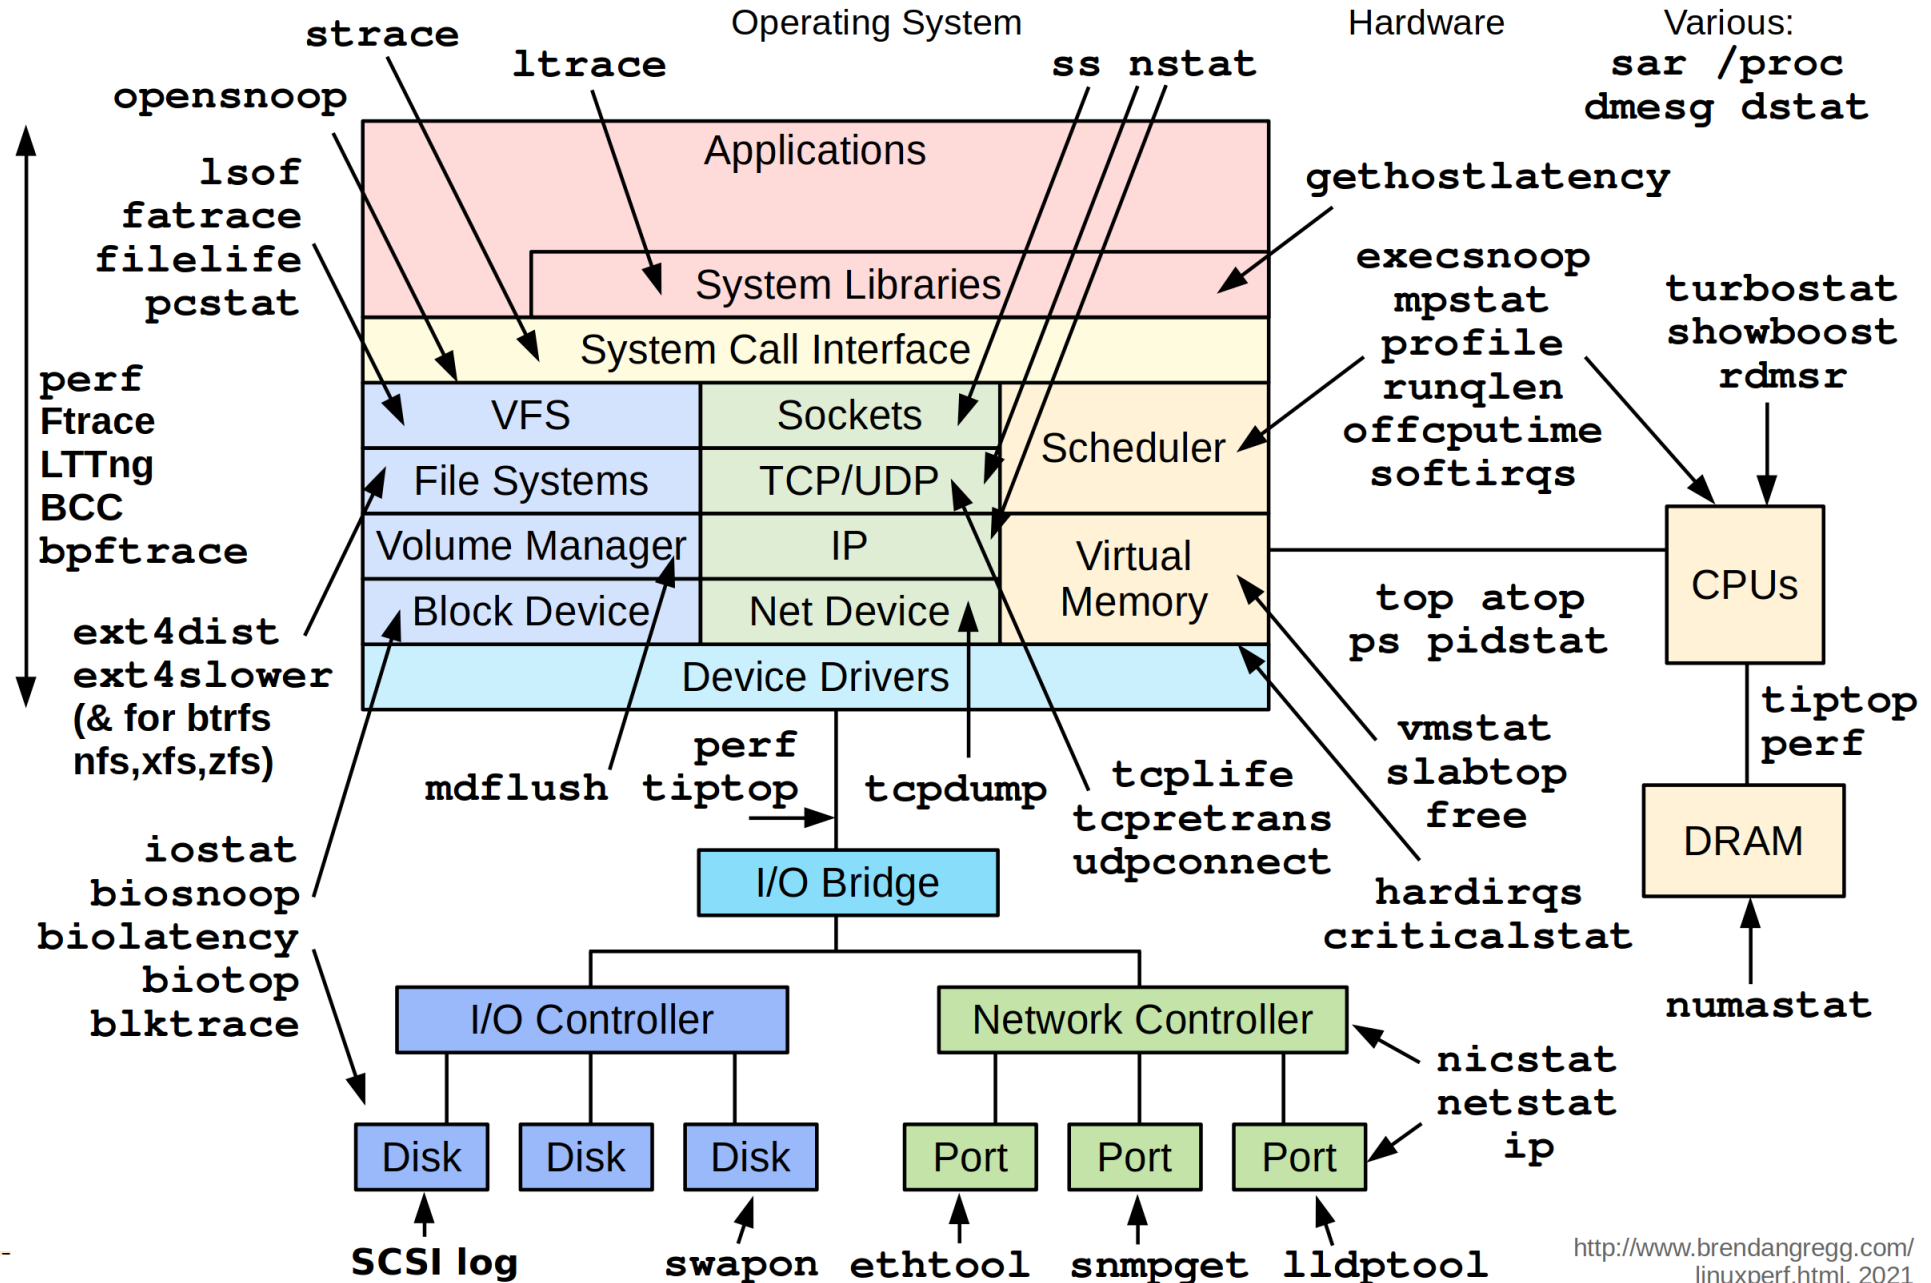 Operating System
Hardware
Various:
sar /proc
dmesg dstat
strace
ltrace
ss nstat
opensnoop
lsof
fatrace
filelife
pcstat
perf
Ftrace
LTTng
BCC
bpftrace
ext4dist
ext4slower
(& for btrfs
nfs,xfs,zfs)
iostat
biosnoop
biolatency
biotop
blktrace
Applications
System Libraries
System Call Interface
VFS
Sockets
Scheduler
File Systems
TCP/UDP
Volume Manager
IP
Virtual
Memory
Block Device
Net Device
Device Drivers
gethostlatency
execsnoop
mpstat
profile
runqlen
offcputime
softirqs
turbostat
showboost
rdmsr
CPUs
top atop
ps pidstat
tiptop
perf
DRAM
numastat
vmstat
slabtop
free
hardirqs
criticalstat
mdflush
perf
tiptop
tcpdump
tcplife
tcpretrans
udpconnect
I/O Bridge
I/O Controller
Network Controller
nicstat
netstat
ip
Disk
Disk
Disk
Port
Port
Port
SCSI log
swapon
ethtool
snmpget
lldptool
http://www.brendangregg.com/
linuxperf.html, 2021